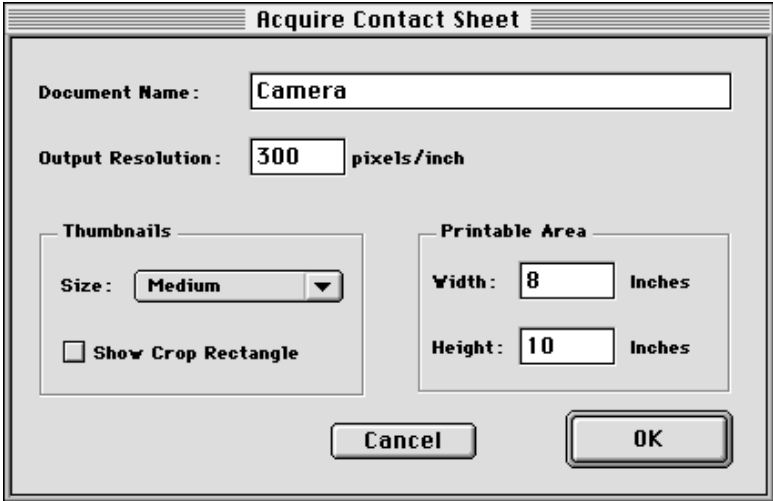 Acquire Contact Sheet
Document Name: Camera
Output Resolution: 300 pixels/inch
Thumbnails
Size: Medium
Show Crop Rectangle
Printable Area
Width: 8 Inches
Height: 10 Inches
Cancel OK